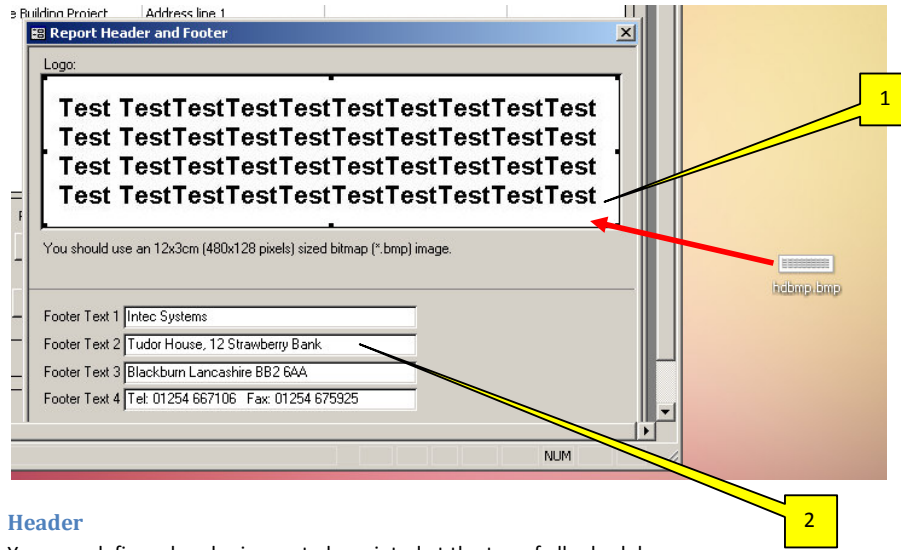 Building Project Address line 1
Report Header and Footer
Logo:
Test TestTestTestTestTestTestTestTestTest
Test TestTestTestTestTestTestTestTestTest
Test TestTestTestTestTestTestTestTestTest
Test TestTestTestTestTestTestTestTestTest
1
You should use an 12x3cm (480x128 pixels) sized bitmap (*.bmp) image.
hdbmp.bmp
Footer Text 1 Intec Systems
Footer Text 2 Tudor House, 12 Strawberry Bank
Footer Text 3 Blackburn Lancashire BB2 6AA
Footer Text 4 Tel: 01254 667106 Fax: 01254 675925
NUM
2
Header